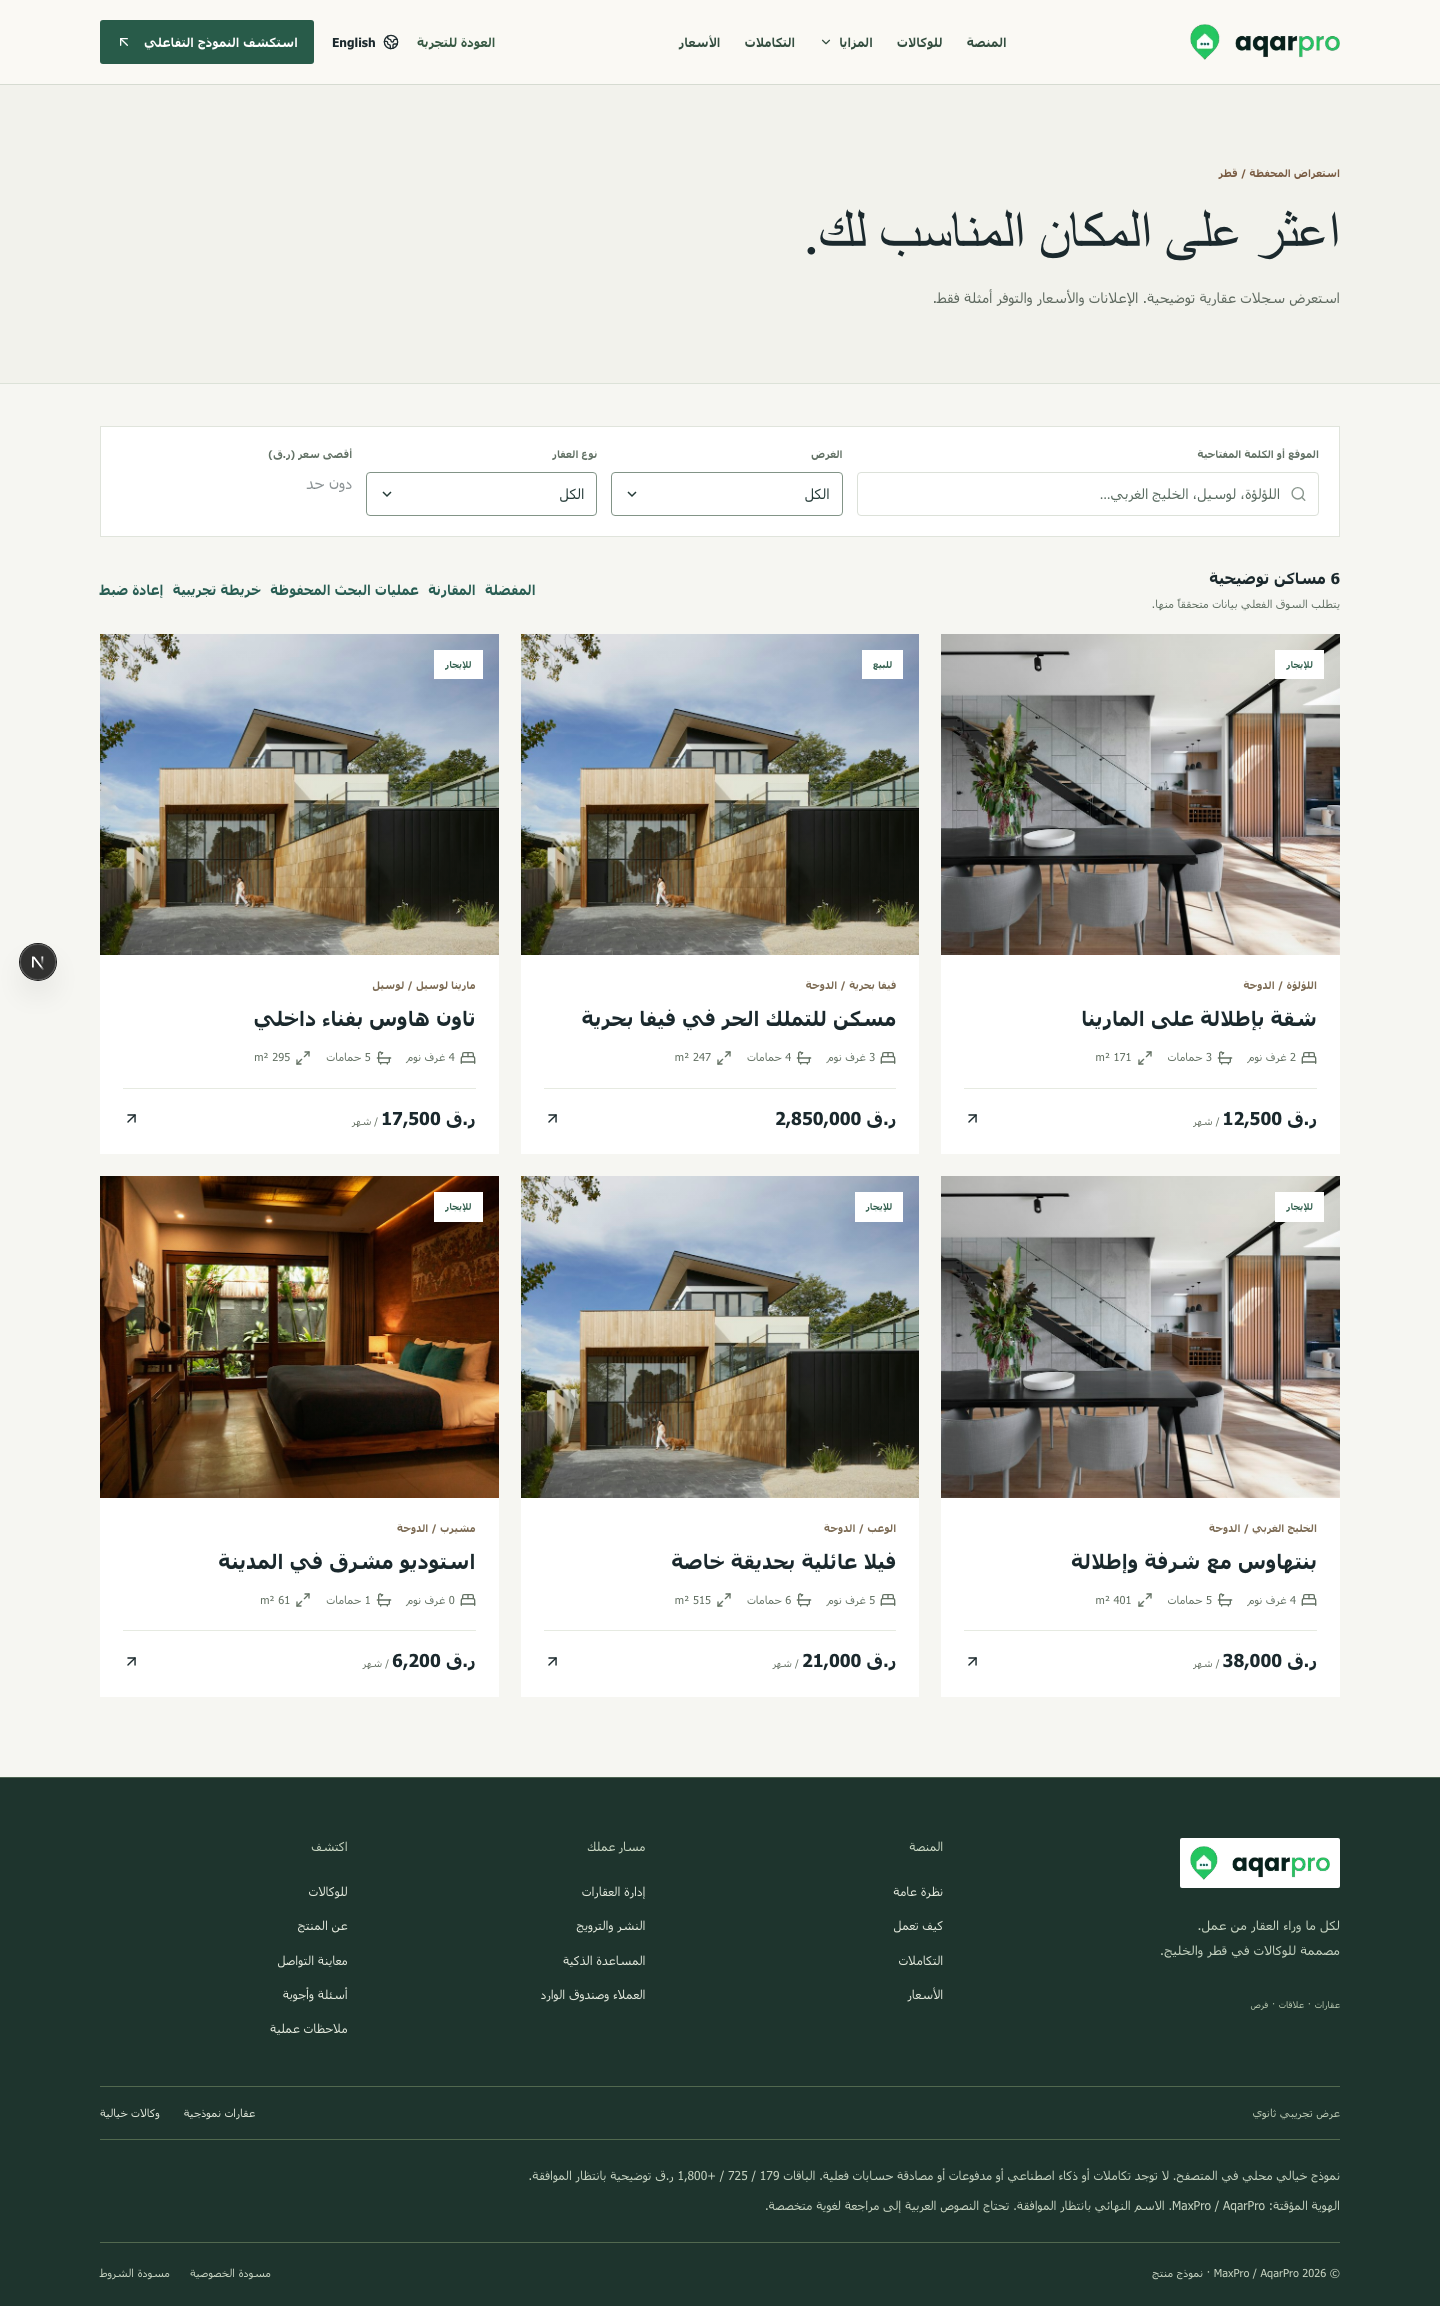 aqarpro
المنصة
للوكالات
المزايا
التكاملات
الأسعار
العودة للتجربة
English
استكشف النموذج التفاعلي
استعراض المحفظة / قطر
اعثر على المكان المناسب لك.
استعرض سجلات عقارية توضيحية. الإعلانات والأسعار والتوفر أمثلة فقط.
الموقع أو الكلمة المفتاحية
الغرض
نوع العقار
أقصى سعر (ر.ق)
اللؤلؤة، لوسيل، الخليج الغربي...
الكل
الكل
دون حد
6 مساكن توضيحية
يتطلب السوق الفعلي بيانات متحققاً منها.
المفضلة
المقارنة
عمليات البحث المحفوظة
خريطة تجريبية
إعادة ضبط
للإيجار
اللؤلؤة / الدوحة
شقة بإطلالة على المارينا
2 غرف نوم
3 حمامات
171 m²
ر.ق 12,500 / شهر
للبيع
فيفا بحرية / الدوحة
مسكن للتملك الحر في فيفا بحرية
3 غرف نوم
4 حمامات
247 m²
ر.ق 2,850,000
للإيجار
مارينا لوسيل / لوسيل
تاون هاوس بفناء داخلي
4 غرف نوم
5 حمامات
295 m²
ر.ق 17,500 / شهر
للإيجار
الخليج الغربي / الدوحة
بنتهاوس مع شرفة وإطلالة
4 غرف نوم
5 حمامات
401 m²
ر.ق 38,000 / شهر
للإيجار
الوعب / الدوحة
فيلا عائلية بحديقة خاصة
5 غرف نوم
6 حمامات
515 m²
ر.ق 21,000 / شهر
للإيجار
مشيرب / الدوحة
استوديو مشرق في المدينة
0 غرف نوم
1 حمامات
61 m²
ر.ق 6,200 / شهر
aqarpro
لكل ما وراء العقار من عمل.
مصممة للوكالات في قطر والخليج.
عقارات · علاقات · فرص
المنصة
نظرة عامة
كيف تعمل
التكاملات
الأسعار
مسار عملك
إدارة العقارات
النشر والترويج
المساعدة الذكية
العملاء وصندوق الوارد
اكتشف
للوكالات
عن المنتج
معاينة التواصل
أسئلة وأجوبة
ملاحظات عملية
عرض تجريبي ثانوي
عقارات نموذجية
وكالات خيالية
نموذج خيالي محلي في المتصفح. لا توجد تكاملات أو ذكاء اصطناعي أو مدفوعات أو مصادقة حسابات فعلية. الباقات 179 / 725 / +1,800 ر.ق توضيحية بانتظار الموافقة.
الهوية المؤقتة: MaxPro / AqarPro. الاسم النهائي بانتظار الموافقة. تحتاج النصوص العربية إلى مراجعة لغوية متخصصة.
© 2026 MaxPro / AqarPro · نموذج منتج
مسودة الخصوصية
مسودة الشروط